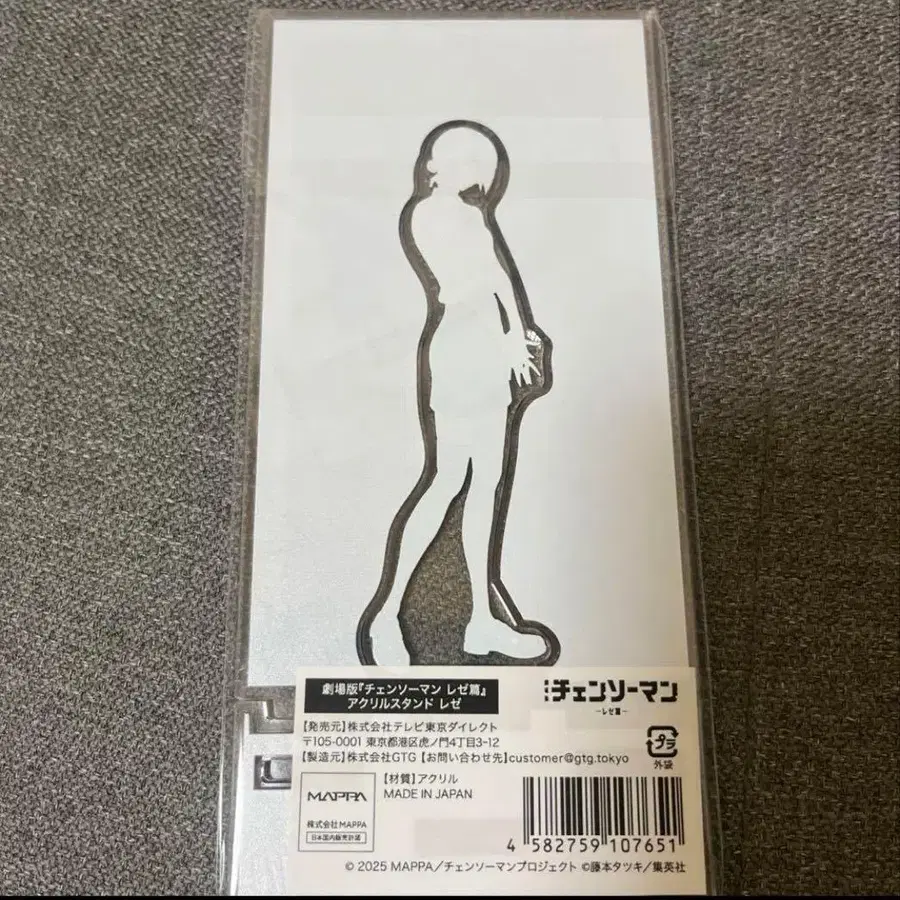 劇場版『チェンソーマン レゼ篇』
アクリルスタンド レゼ
劇場版 チェンソーマン
－レゼ篇－
【発売元】株式会社テレビ東京ダイレクト
〒105-0001 東京都港区虎ノ門4丁目3-12
【製造元】株式会社GTG【お問い合わせ先】customer@gtg.tokyo
プラ
外袋
MAPPA
株式会社MAPPA
日本国内販売許諾
【材質】アクリル
MADE IN JAPAN
4 582759 107651
© 2025 MAPPA／チェンソーマンプロジェクト ©藤本タツキ／集英社